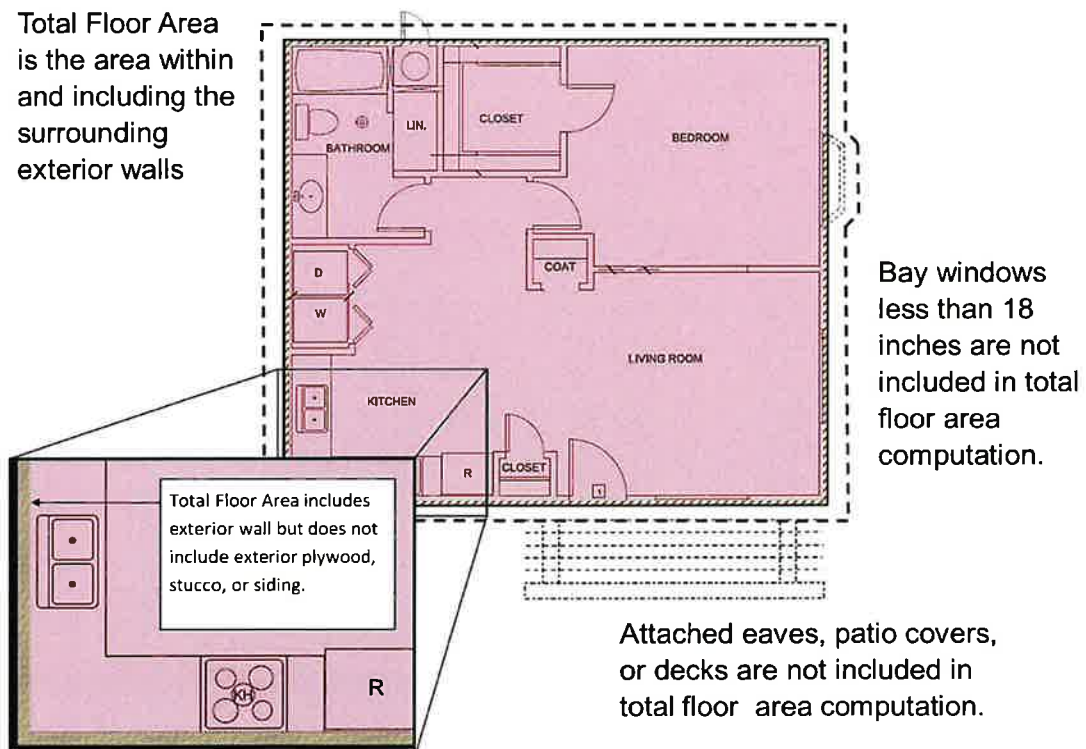 Total Floor Area
is the area within
and including the
surrounding
exterior walls
LIN.
CLOSET
BATHROOM
BEDROOM
D
COAT
W
LIVING ROOM
KITCHEN
R
CLOSET
1
Bay windows
less than 18
inches are not
included in total
floor area
computation.
Total Floor Area includes
exterior wall but does not
include exterior plywood,
stucco, or siding.
KH
R
Attached eaves, patio covers,
or decks are not included in
total floor area computation.